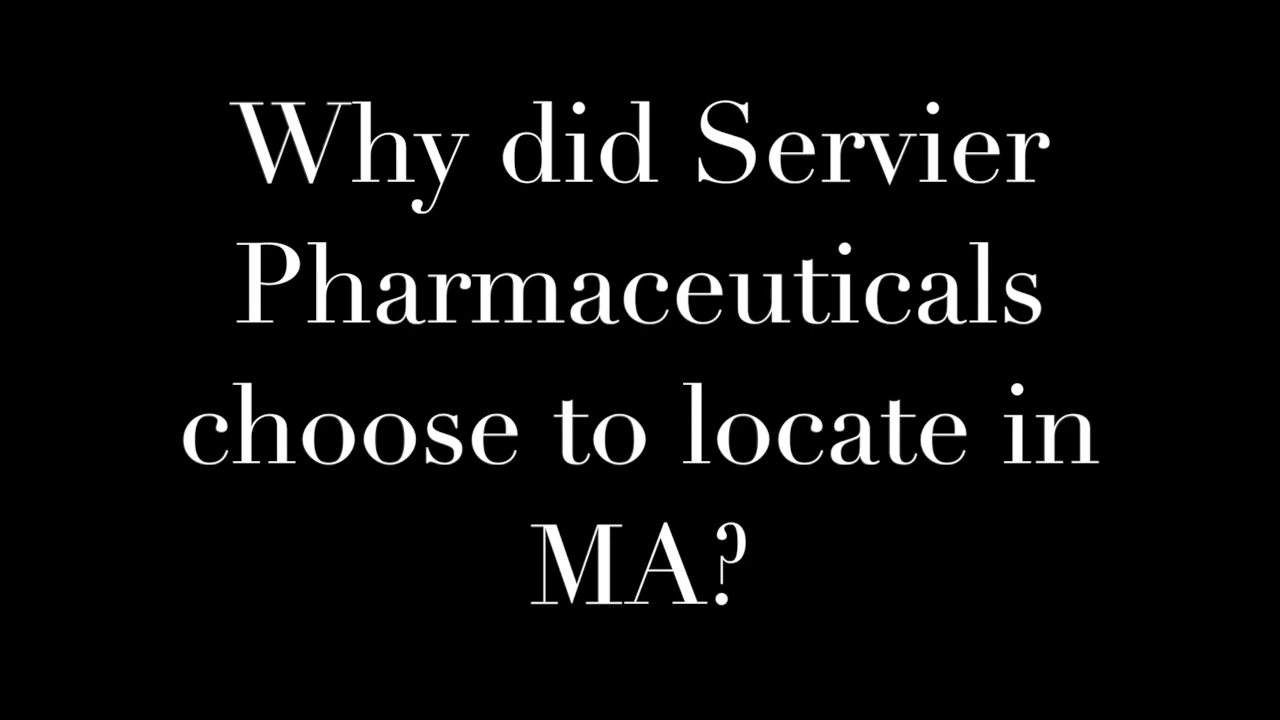 Why did Servier
Pharmaceuticals
choose to locate in
MA?